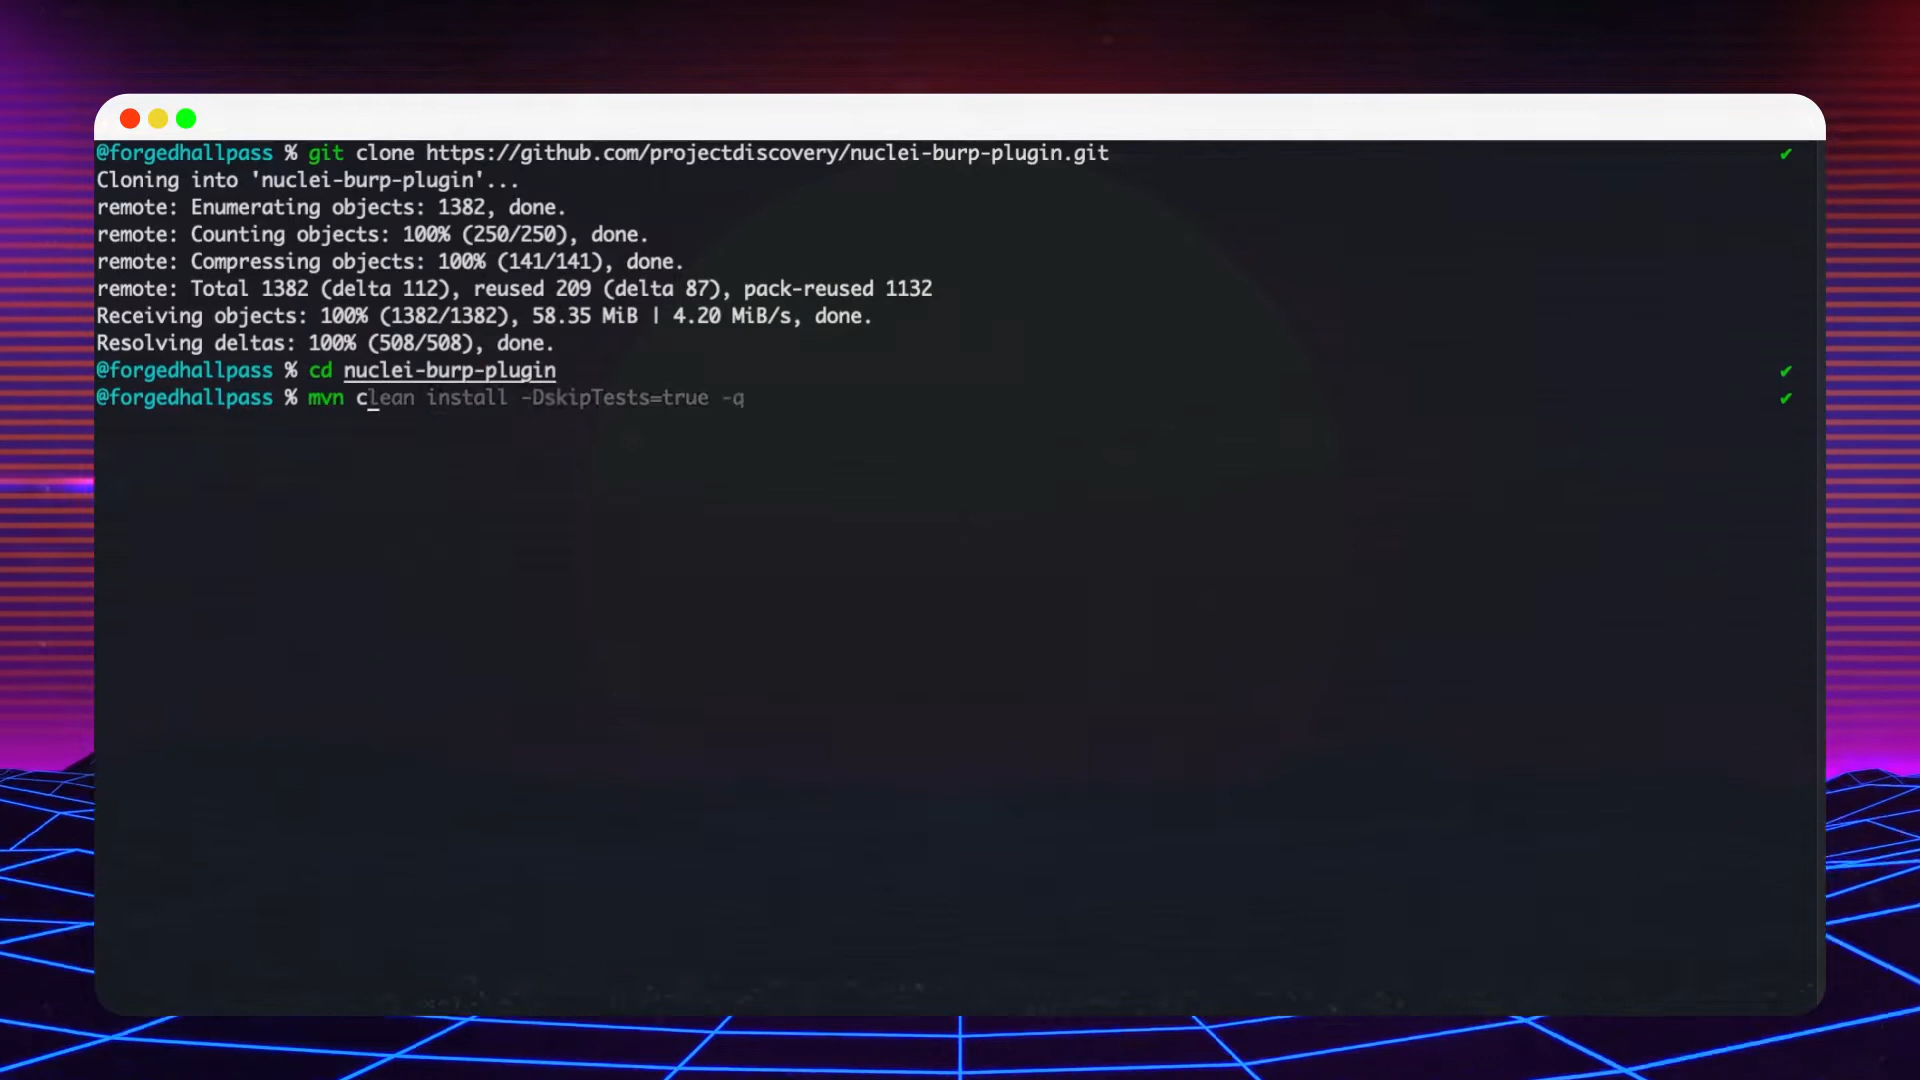 @forgedhallpass % git clone https://github.com/projectdiscovery/nuclei-burp-plugin.git ✔
Cloning into 'nuclei-burp-plugin'...
remote: Enumerating objects: 1382, done.
remote: Counting objects: 100% (250/250), done.
remote: Compressing objects: 100% (141/141), done.
remote: Total 1382 (delta 112), reused 209 (delta 87), pack-reused 1132
Receiving objects: 100% (1382/1382), 58.35 MiB | 4.20 MiB/s, done.
Resolving deltas: 100% (508/508), done.
@forgedhallpass % cd nuclei-burp-plugin ✔
@forgedhallpass % mvn clean install -DskipTests=true -q ✔